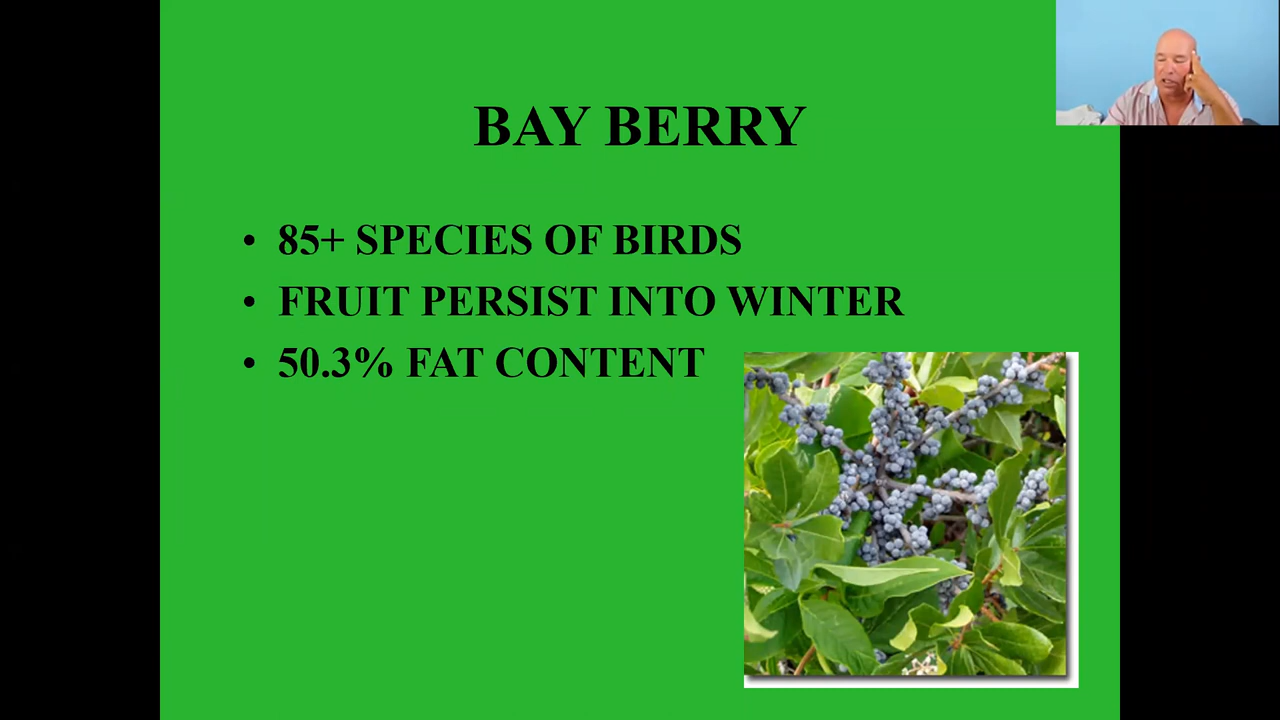 BAY BERRY
• 85+ SPECIES OF BIRDS
• FRUIT PERSIST INTO WINTER
• 50.3% FAT CONTENT